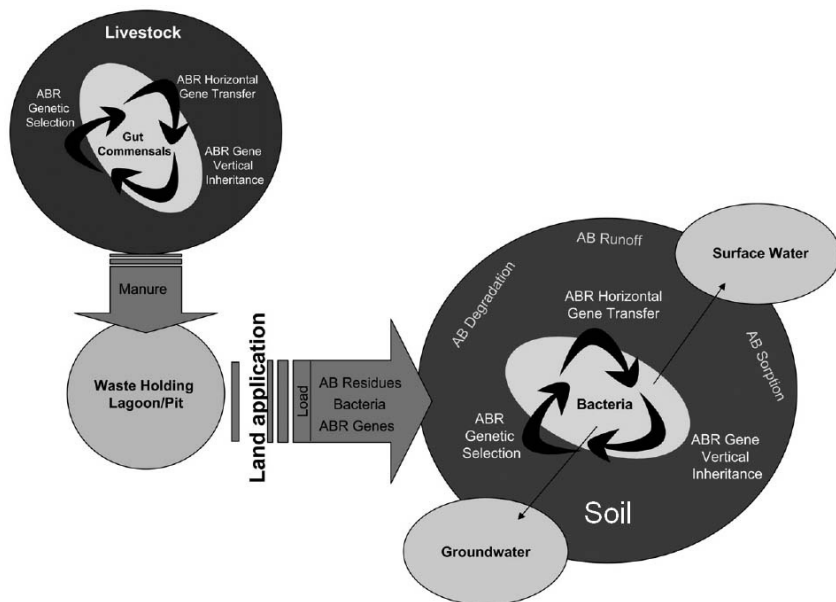 Livestock
ABR
Genetic
Selection
ABR Horizontal
Gene Transfer
Gut
Commensals
ABR Gene
Vertical
Inheritance
Manure
Waste Holding
Lagoon/Pit
Land application
Load
AB Residues
Bacteria
ABR Genes
AB Runoff
Surface Water
AB Degradation
ABR Horizontal
Gene Transfer
AB Sorption
Bacteria
ABR
Genetic
Selection
ABR Gene
Vertical
Inheritance
Soil
Groundwater